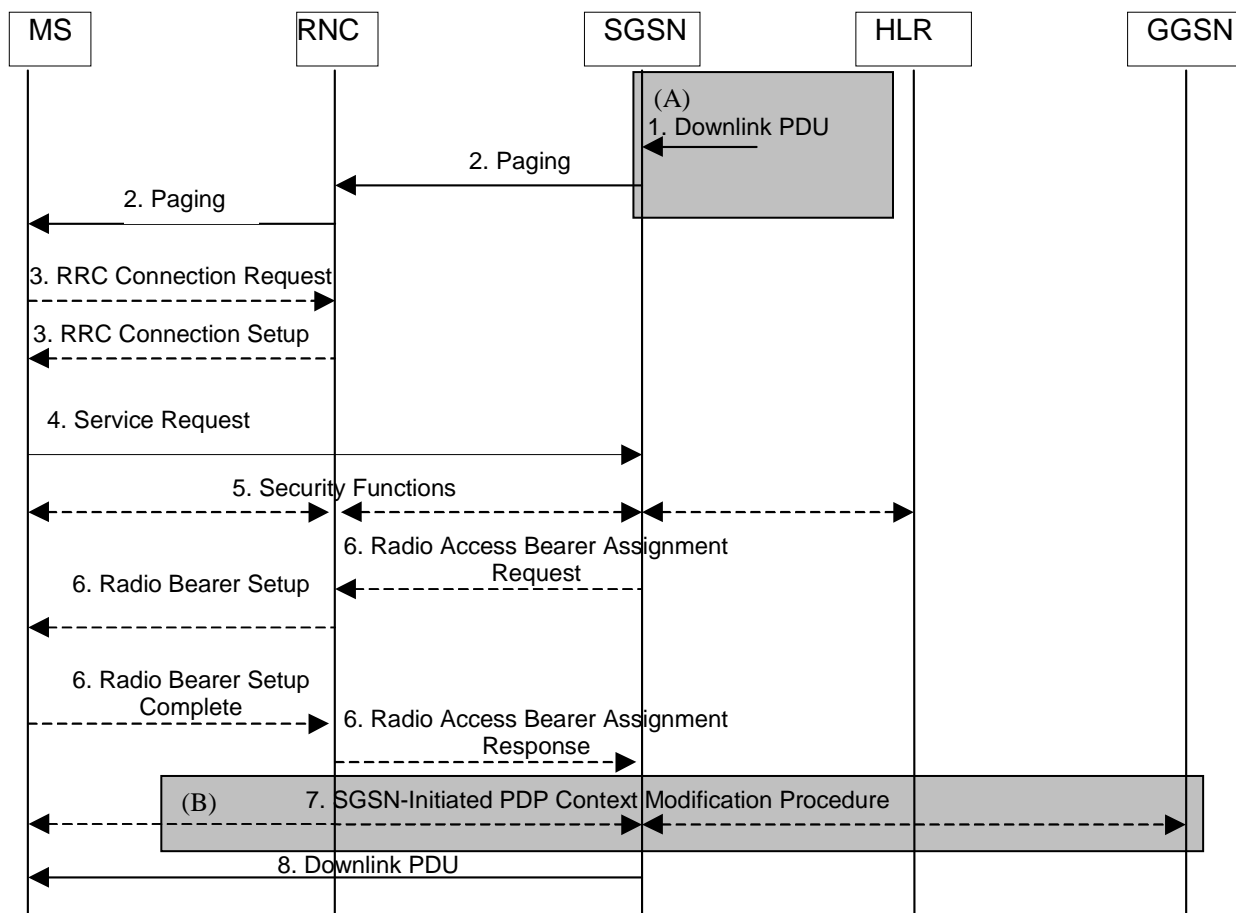 MS
RNC
SGSN
HLR
GGSN
(A)
1. Downlink PDU
2. Paging
2. Paging
3. RRC Connection Request
3. RRC Connection Setup
4. Service Request
5. Security Functions
6. Radio Access Bearer Assignment
Request
6. Radio Bearer Setup
6. Radio Bearer Setup
Complete
6. Radio Access Bearer Assignment
Response
(B)
7. SGSN-Initiated PDP Context Modification Procedure
8. Downlink PDU